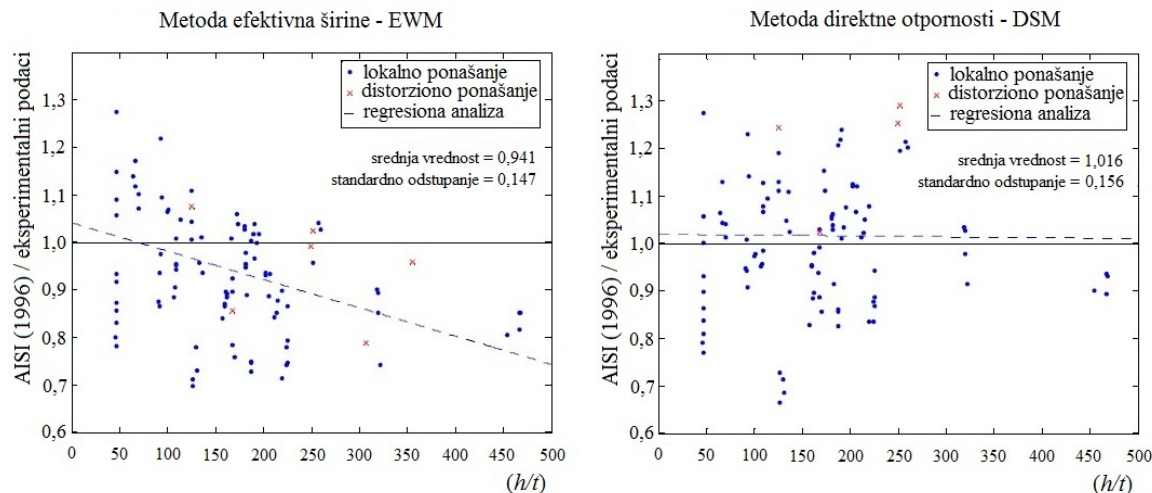 Metoda efektivna širine - EWM
AISI (1996) / eksperimentalni podaci
1,3
1,2
1,1
1,0
0,9
0,8
0,7
0,6
lokalno ponašanje
distorziono ponašanje
regresiona analiza
srednja vrednost = 0,941
standardno odstupanje = 0,147
0 50 100 150 200 250 300 350 400 450 500
(h/t)
Metoda direktne otpornosti - DSM
AISI (1996) / eksperimentalni podaci
1,3
1,2
1,1
1,0
0,9
0,8
0,7
0,6
lokalno ponašanje
distorziono ponašanje
regresiona analiza
srednja vrednost = 1,016
standardno odstupanje = 0,156
0 50 100 150 200 250 300 350 400 450 500
(h/t)